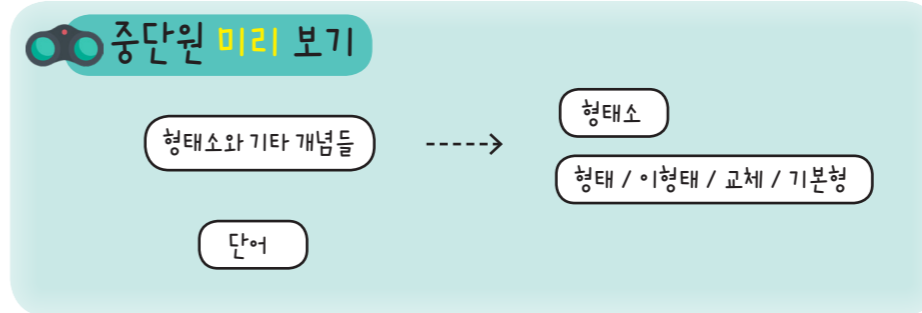 중단원 미리 보기
형태소와 기타 개념들
형태소
형태 / 이형태 / 교체 / 기본형
단어